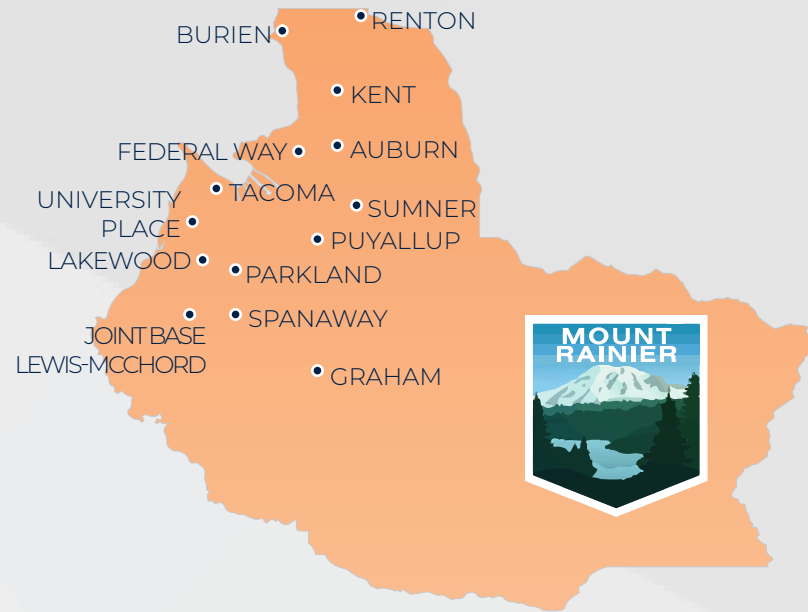 RENTON
BURIEN
KENT
FEDERAL WAY
AUBURN
TACOMA
UNIVERSITY
PLACE
SUMNER
PUYALLUP
LAKEWOOD
PARKLAND
SPANAWAY
JOINT BASE
LEWIS-MCCHORD
GRAHAM
MOUNT
RAINIER